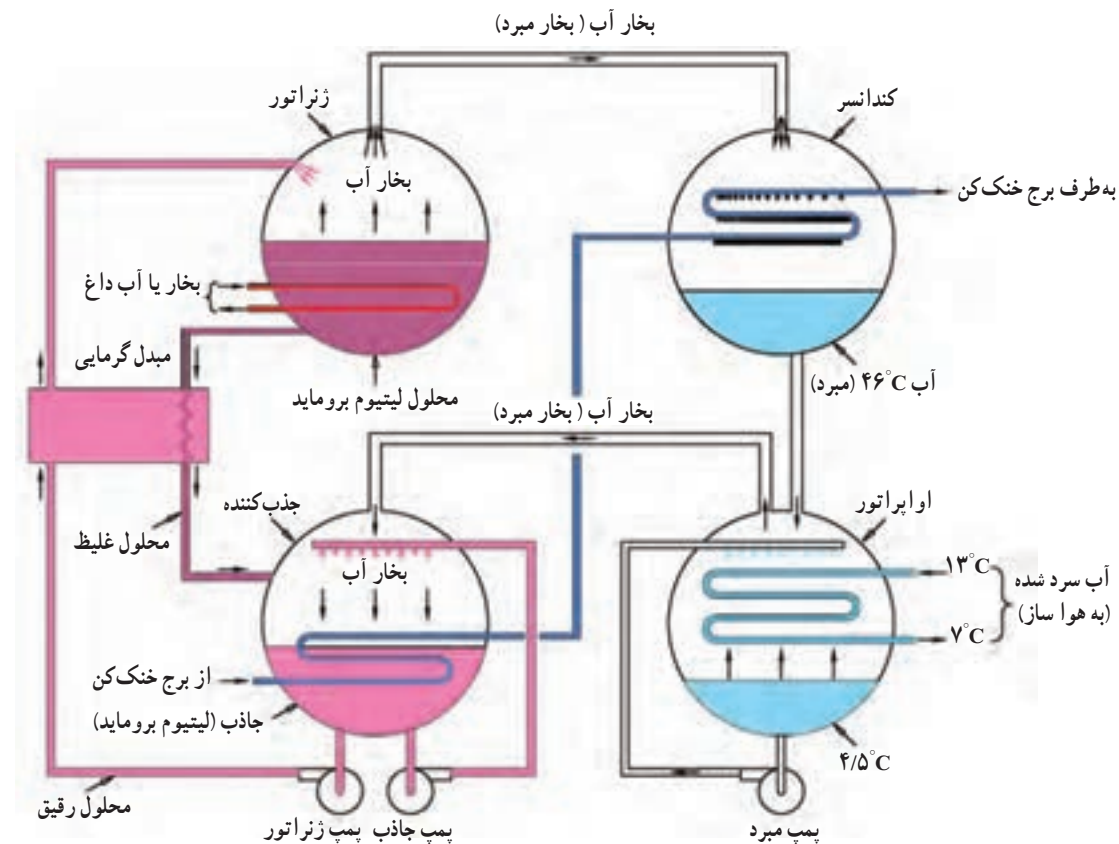 بخار آب (بخار مبرد)
ژنراتور
کندانسر
بخار آب
به‌طرف برج خنک‌کن
بخار یا آب داغ
مبدل گرمایی
محلول لیتیوم بروماید
آب ۴۶°C (مبرد)
بخار آب (بخار مبرد)
جذب‌کننده
اواپراتور
محلول غلیظ
بخار آب
۱۳°C
آب سرد شده
(به هوا ساز)
۷°C
از برج خنک‌کن
جاذب (لیتیوم بروماید)
۴/۵°C
محلول رقیق
پمپ ژنراتور
پمپ جاذب
پمپ مبرد